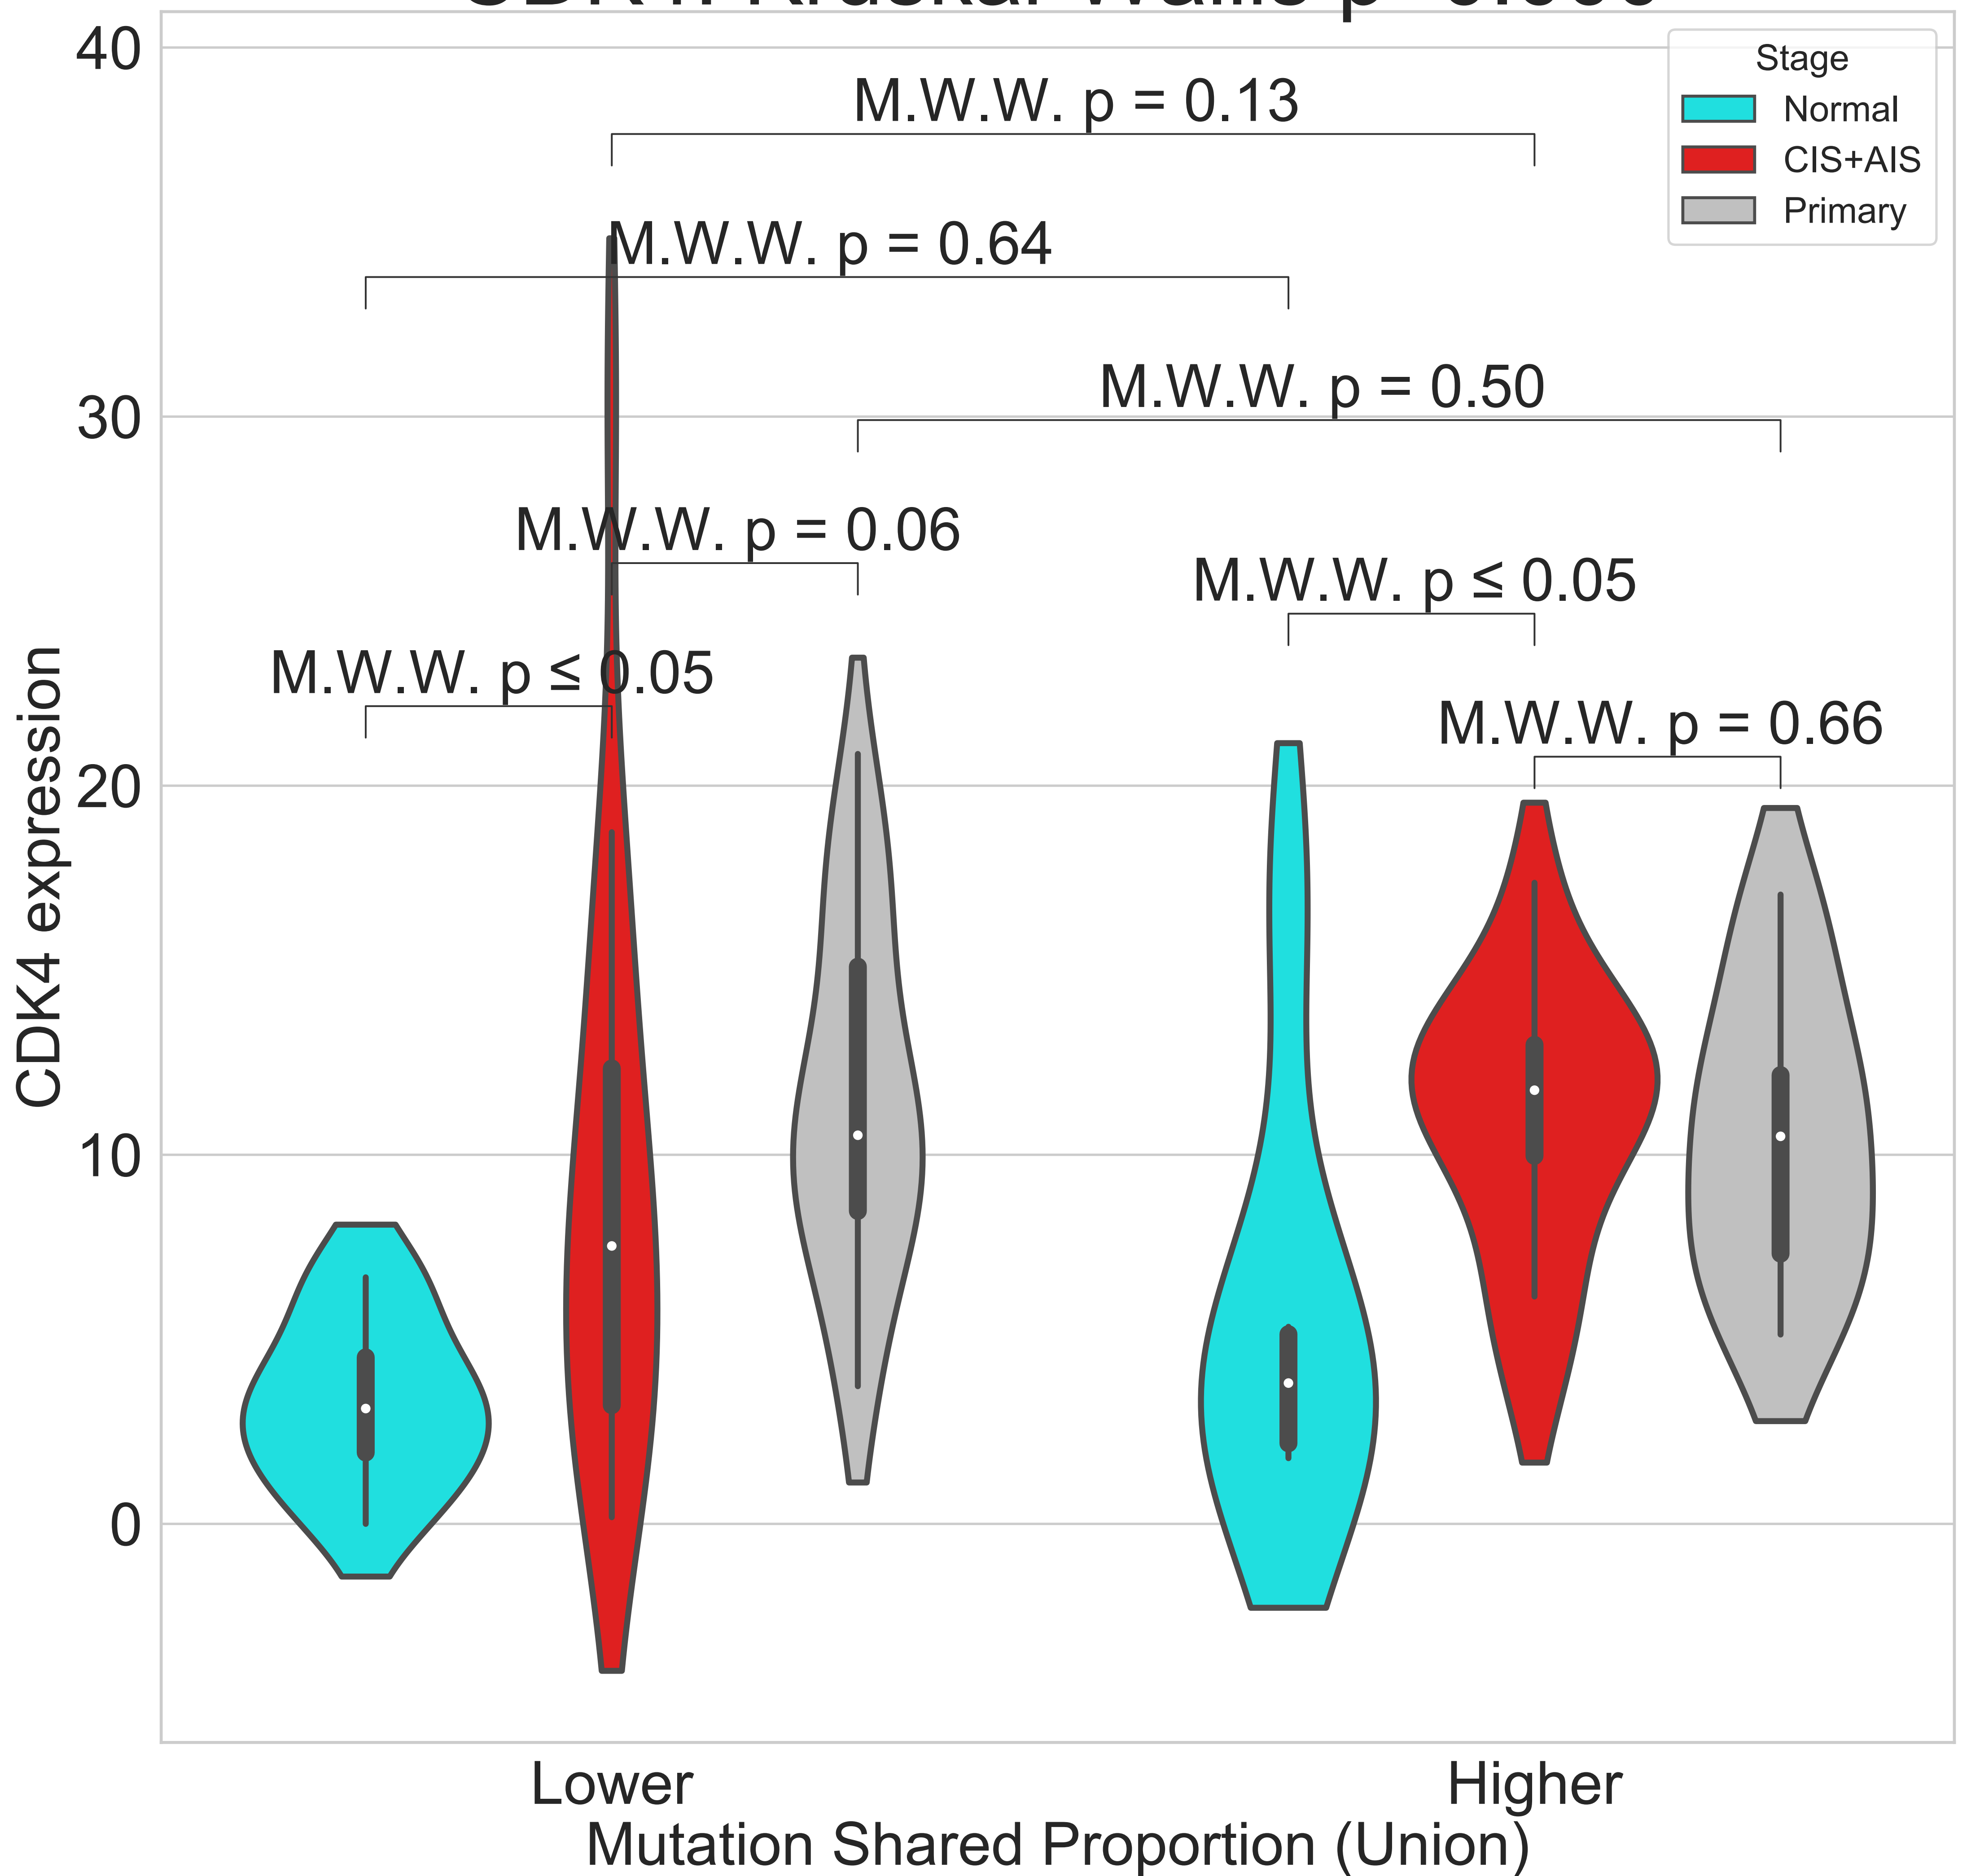 40
30
20
10
0
CDK4 expression
Stage
Normal
CIS+AIS
Primary
M.W.W. p = 0.13
M.W.W. p = 0.64
M.W.W. p = 0.50
M.W.W. p = 0.06
M.W.W. p ≤ 0.05
M.W.W. p ≤ 0.05
M.W.W. p = 0.66
Lower
Higher
Mutation Shared Proportion (Union)